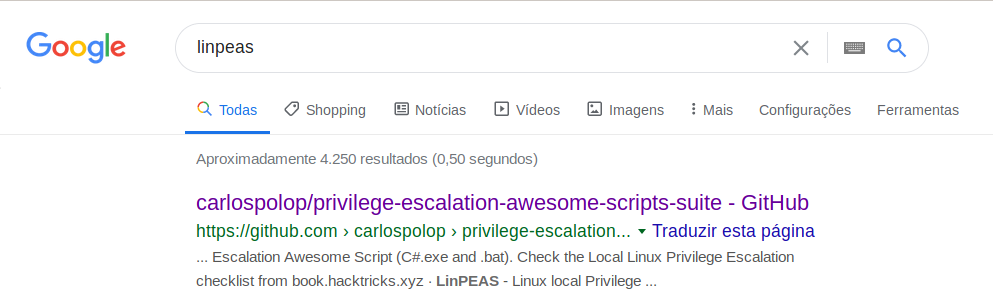 Google
linpeas
Todas Shopping Notícias Vídeos Imagens Mais Configurações Ferramentas
Aproximadamente 4.250 resultados (0,50 segundos)
carlospolop/privilege-escalation-awesome-scripts-suite - GitHub
https://github.com › carlospolop › privilege-escalation... Traduzir esta página
... Escalation Awesome Script (C#.exe and .bat). Check the Local Linux Privilege Escalation
checklist from book.hacktricks.xyz · LinPEAS - Linux local Privilege ...